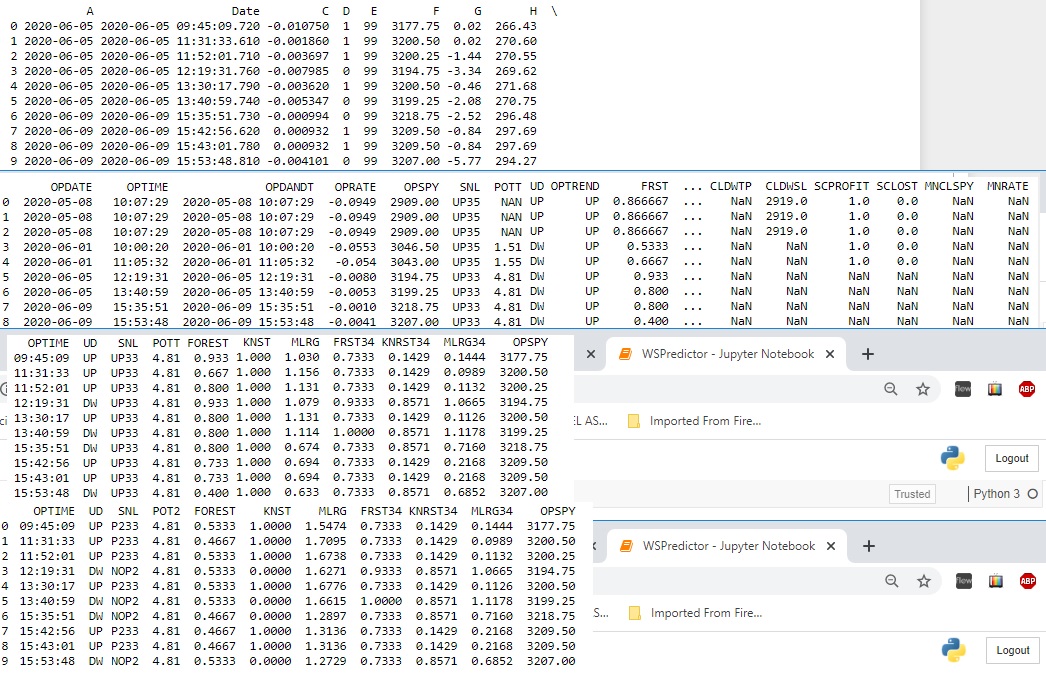 A Date C D E F G H \
0 2020-06-05 2020-06-05 09:45:09.720 -0.010750 1 99 3177.75 0.02 266.43
1 2020-06-05 2020-06-05 11:31:33.610 -0.001860 1 99 3200.50 0.02 270.60
2 2020-06-05 2020-06-05 11:52:01.710 -0.003697 1 99 3200.25 -1.44 270.55
3 2020-06-05 2020-06-05 12:19:31.760 -0.007985 0 99 3194.75 -3.34 269.62
4 2020-06-05 2020-06-05 13:30:17.790 -0.003620 1 99 3200.50 -0.46 271.68
5 2020-06-05 2020-06-05 13:40:59.740 -0.005347 0 99 3199.25 -2.08 270.75
6 2020-06-09 2020-06-09 15:35:51.730 -0.000994 0 99 3218.75 -2.52 296.48
7 2020-06-09 2020-06-09 15:42:56.620 0.000932 1 99 3209.50 -0.84 297.69
8 2020-06-09 2020-06-09 15:43:01.780 0.000932 1 99 3209.50 -0.84 297.69
9 2020-06-09 2020-06-09 15:53:48.810 -0.004101 0 99 3207.00 -5.77 294.27
OPDATE OPTIME OPDANDT OPRATE OPSPY SNL POTT UD OPTREND FRST ... CLDWTP CLDWSL SCPROFIT SCLOST MNCLSPY MNRATE
0 2020-05-08 10:07:29 2020-05-08 10:07:29 -0.0949 2909.00 UP35 NAN UP UP 0.866667 ... NaN 2919.0 1.0 0.0 NaN NaN
1 2020-05-08 10:07:29 2020-05-08 10:07:29 -0.0949 2909.00 UP35 NAN UP UP 0.866667 ... NaN 2919.0 1.0 0.0 NaN NaN
2 2020-05-08 10:07:29 2020-05-08 10:07:29 -0.0949 2909.00 UP35 NAN UP UP 0.866667 ... NaN 2919.0 1.0 0.0 NaN NaN
3 2020-06-01 10:00:20 2020-06-01 10:00:20 -0.0553 3046.50 UP35 1.51 DW UP 0.5333 ... NaN NaN 1.0 0.0 NaN NaN
4 2020-06-01 11:05:32 2020-06-01 11:05:32 -0.054 3043.00 UP35 1.55 DW UP 0.6667 ... NaN NaN 1.0 0.0 NaN NaN
5 2020-06-05 12:19:31 2020-06-05 12:19:31 -0.0080 3194.75 UP33 4.81 DW UP 0.933 ... NaN NaN NaN NaN NaN NaN
6 2020-06-05 13:40:59 2020-06-05 13:40:59 -0.0053 3199.25 UP33 4.81 DW UP 0.800 ... NaN NaN NaN NaN NaN NaN
7 2020-06-09 15:35:51 2020-06-09 15:35:51 -0.0010 3218.75 UP33 4.81 DW UP 0.800 ... NaN NaN NaN NaN NaN NaN
8 2020-06-09 15:53:48 2020-06-09 15:53:48 -0.0041 3207.00 UP33 4.81 DW UP 0.400 ... NaN NaN NaN NaN NaN NaN
OPTIME UD SNL POTT FOREST KNST MLRG FRST34 KNRST34 MLRG34 OPSPY
09:45:09 UP UP33 4.81 0.933 1.000 1.030 0.7333 0.1429 0.1444 3177.75
11:31:33 UP UP33 4.81 0.667 1.000 1.156 0.7333 0.1429 0.0989 3200.50
11:52:01 UP UP33 4.81 0.800 1.000 1.131 0.7333 0.1429 0.1132 3200.25
12:19:31 DW UP33 4.81 0.933 1.000 1.079 0.9333 0.8571 1.0665 3194.75
13:30:17 UP UP33 4.81 0.800 1.000 1.131 0.7333 0.1429 0.1126 3200.50
13:40:59 DW UP33 4.81 0.800 1.000 1.114 1.0000 0.8571 1.1178 3199.25
15:35:51 DW UP33 4.81 0.800 1.000 0.674 0.7333 0.8571 0.7160 3218.75
15:42:56 UP UP33 4.81 0.733 1.000 0.694 0.7333 0.1429 0.2168 3209.50
15:43:01 UP UP33 4.81 0.733 1.000 0.694 0.7333 0.1429 0.2168 3209.50
15:53:48 DW UP33 4.81 0.400 1.000 0.633 0.7333 0.8571 0.6852 3207.00
WSPredictor - Jupyter Notebook
flow
ABP
EL AS...
Imported From Fire...
Logout
Trusted
Python 3
OPTIME UD SNL POT2 FOREST KNST MLRG FRST34 KNRST34 MLRG34 OPSPY
0 09:45:09 UP P233 4.81 0.5333 1.0000 1.5474 0.7333 0.1429 0.1444 3177.75
1 11:31:33 UP P233 4.81 0.4667 1.0000 1.7095 0.7333 0.1429 0.0989 3200.50
2 11:52:01 UP P233 4.81 0.5333 1.0000 1.6738 0.7333 0.1429 0.1132 3200.25
3 12:19:31 DW NOP2 4.81 0.5333 0.0000 1.6271 0.9333 0.8571 1.0665 3194.75
4 13:30:17 UP P233 4.81 0.5333 1.0000 1.6776 0.7333 0.1429 0.1126 3200.50
5 13:40:59 DW NOP2 4.81 0.5333 0.0000 1.6615 1.0000 0.8571 1.1178 3199.25
6 15:35:51 DW NOP2 4.81 0.4667 0.0000 1.2897 0.7333 0.8571 0.7160 3218.75
7 15:42:56 UP P233 4.81 0.4667 1.0000 1.3136 0.7333 0.1429 0.2168 3209.50
8 15:43:01 UP P233 4.81 0.4667 1.0000 1.3136 0.7333 0.1429 0.2168 3209.50
9 15:53:48 DW NOP2 4.81 0.5333 0.0000 1.2729 0.7333 0.8571 0.6852 3207.00
WSPredictor - Jupyter Notebook
flow
ABP
S...
Imported From Fire...
Logout